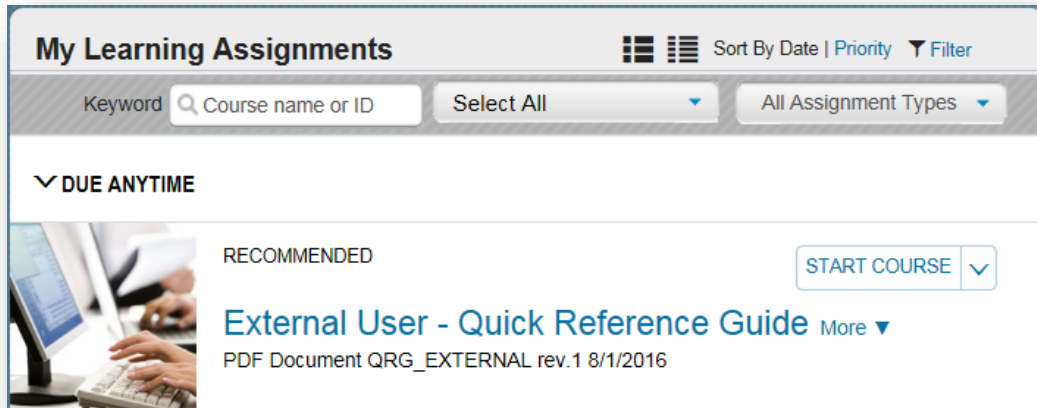 My Learning Assignments
Sort By Date | Priority Filter
Keyword Course name or ID Select All All Assignment Types
DUE ANYTIME
RECOMMENDED
START COURSE
External User - Quick Reference Guide More ▼
PDF Document QRG_EXTERNAL rev.1 8/1/2016